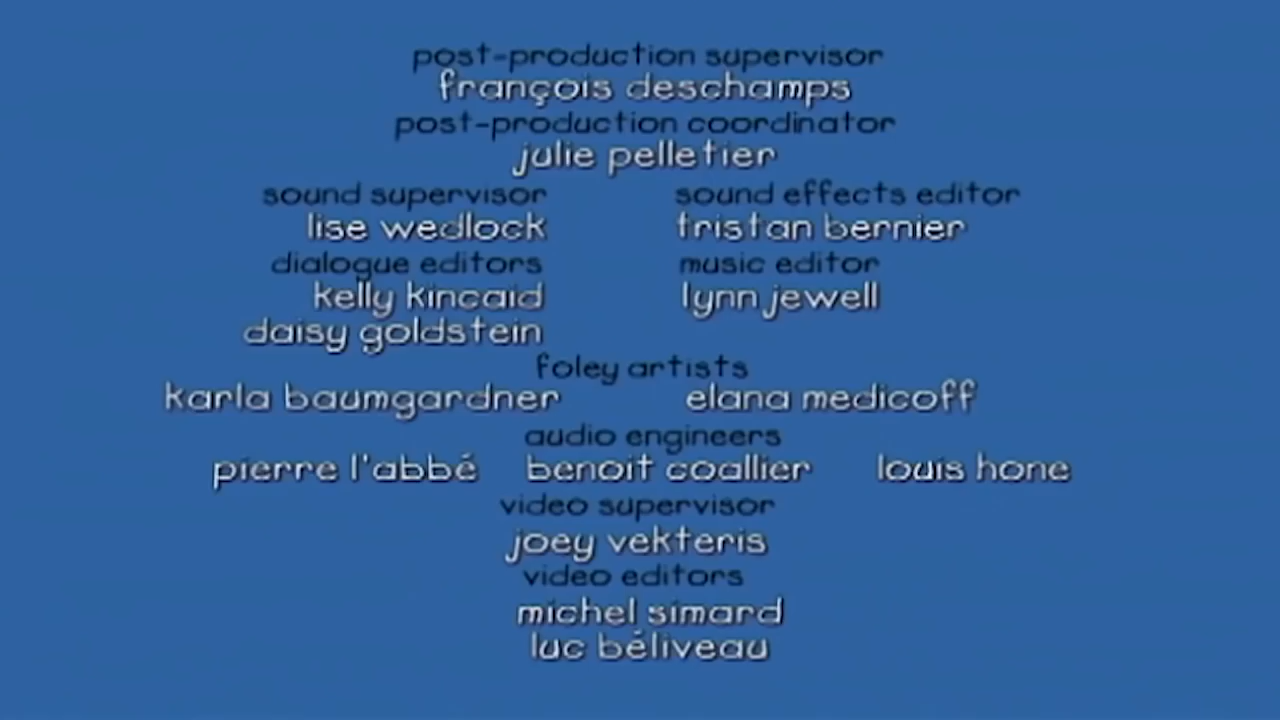 post-production supervisor
françois deschamps
post-production coordinator
julie pelletier
sound supervisor sound effects editor
lise wedlock tristan bernier
dialogue editors music editor
kelly kincaid lynn jewell
daisy goldstein
foley artists
karla baumgardner elana medicoff
audio engineers
pierre l'abbé benoit coallier louis hone
video supervisor
joey vekteris
video editors
michel simard
luc béliveau